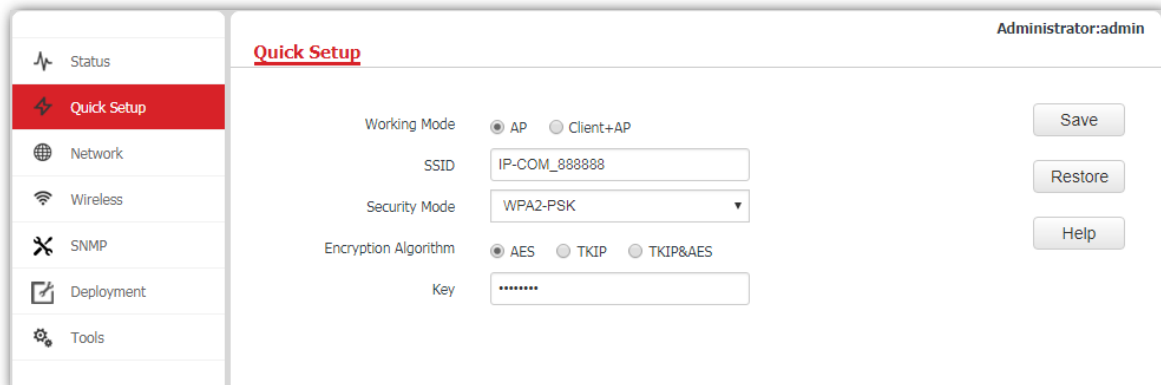 Administrator:admin
Quick Setup
Status
Quick Setup
Network
Wireless
SNMP
Deployment
Tools
Working Mode AP Client+AP
SSID IP-COM_888888
Security Mode WPA2-PSK
Encryption Algorithm AES TKIP TKIP&AES
Key ••••••••
Save
Restore
Help